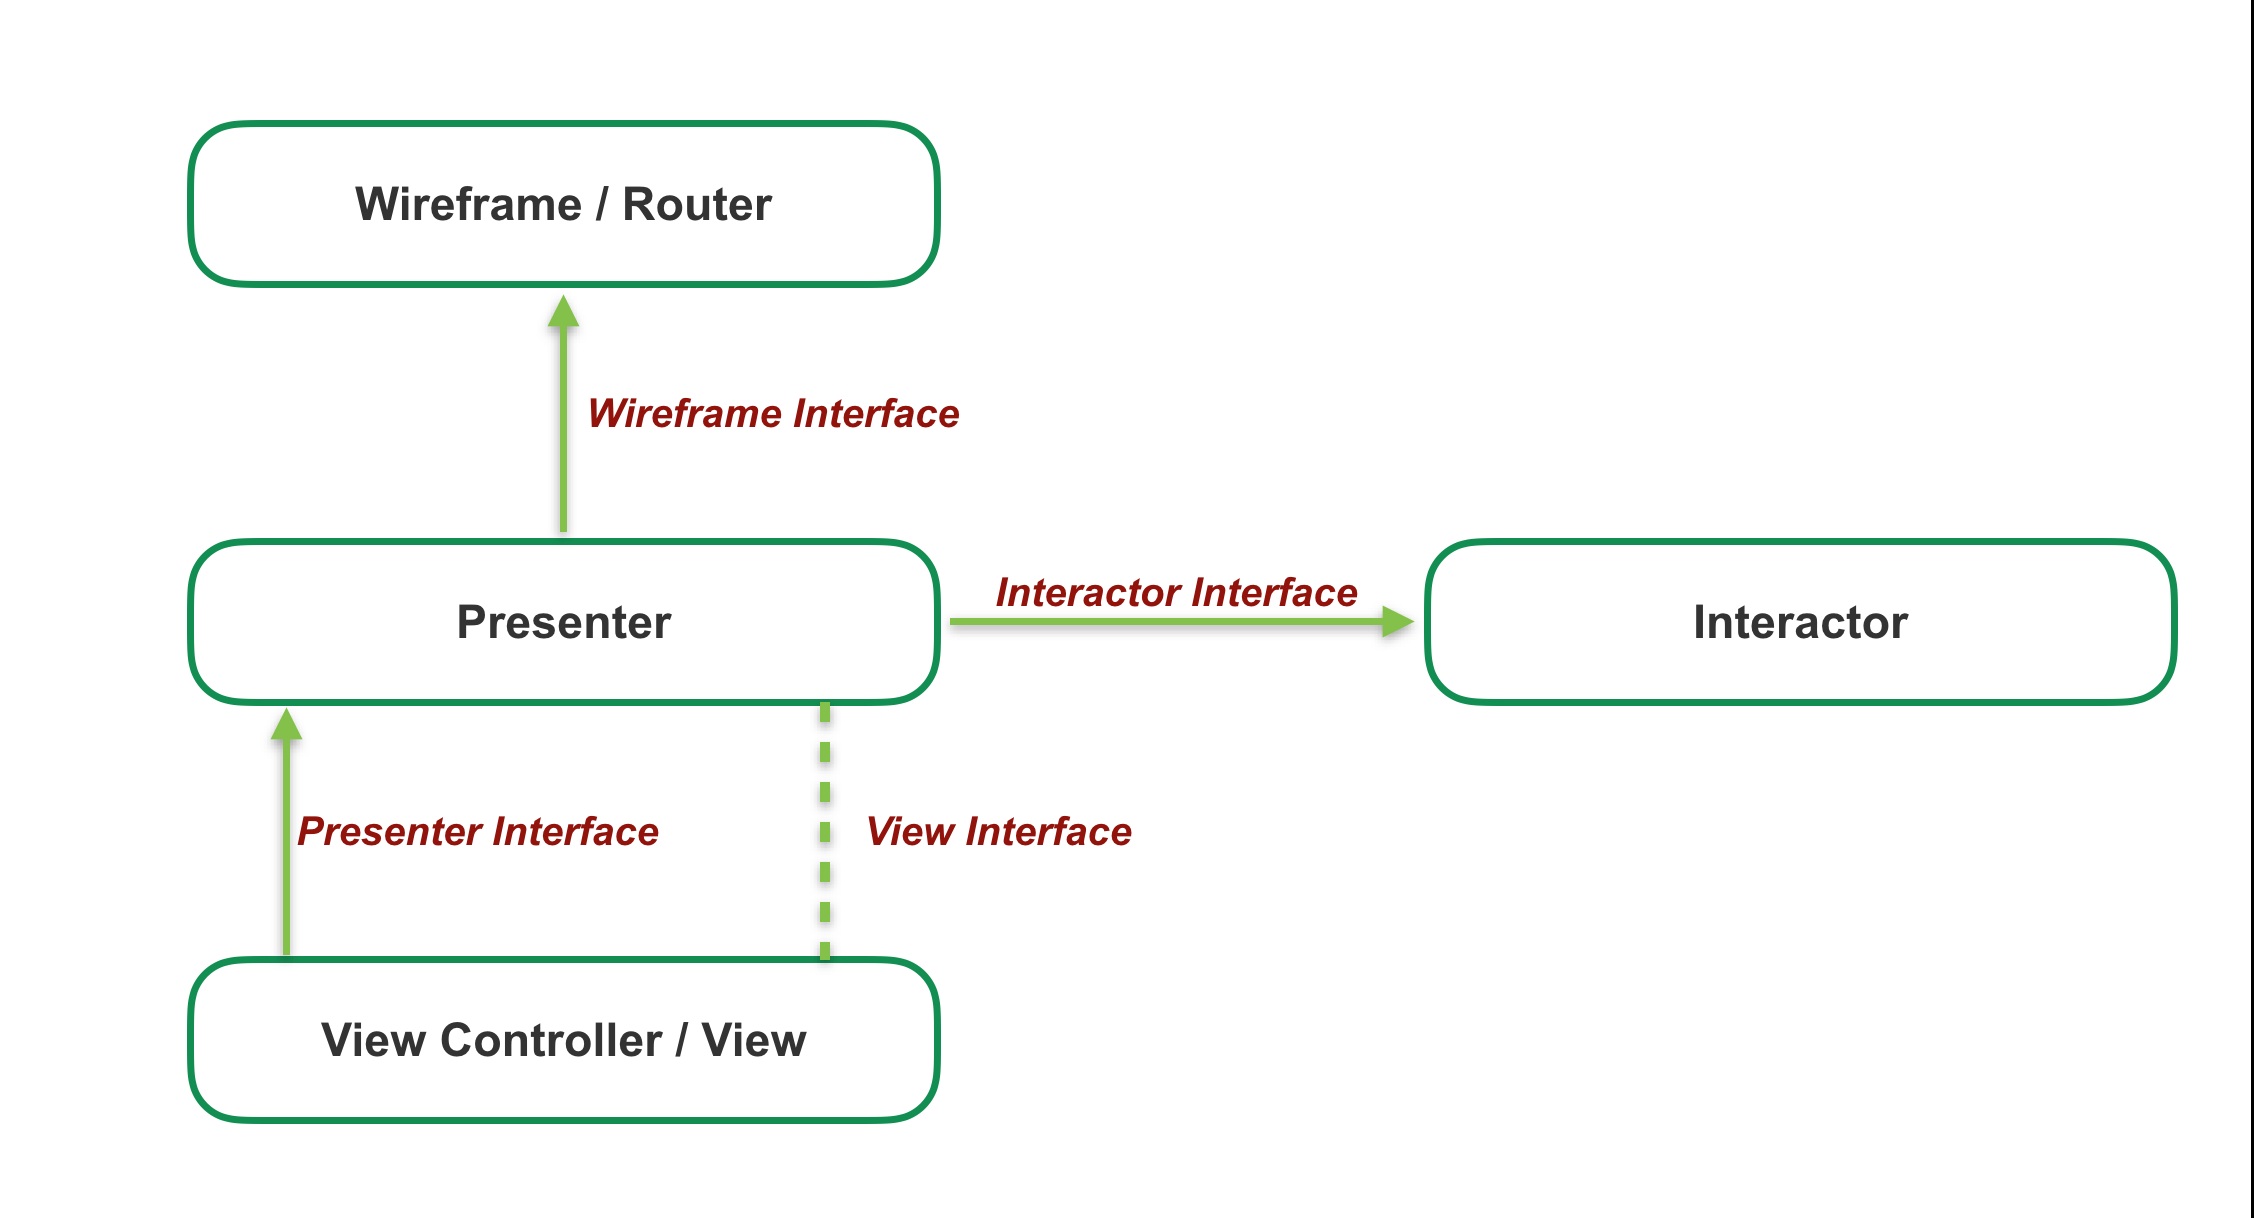 Wireframe / Router
Wireframe Interface
Presenter
Interactor Interface
Interactor
Presenter Interface
View Interface
View Controller / View